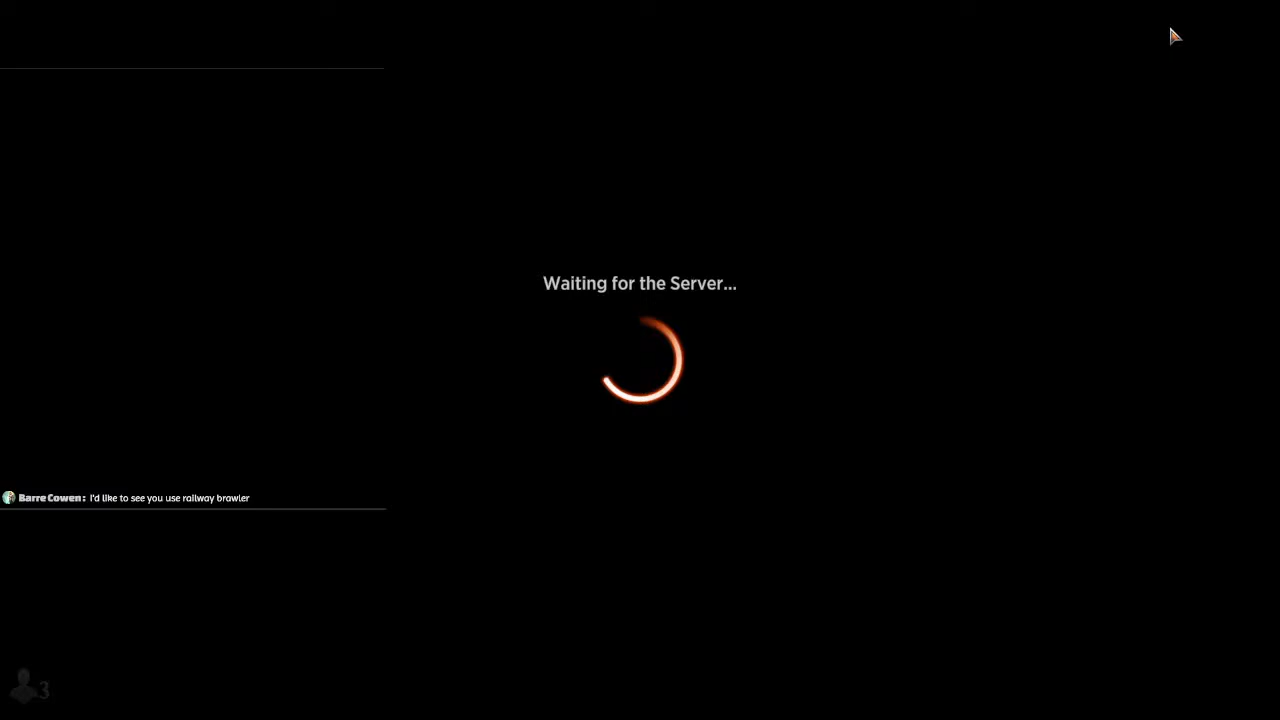 Waiting for the Server...
Barre Cowen: I'd like to see you use railway brawler
3